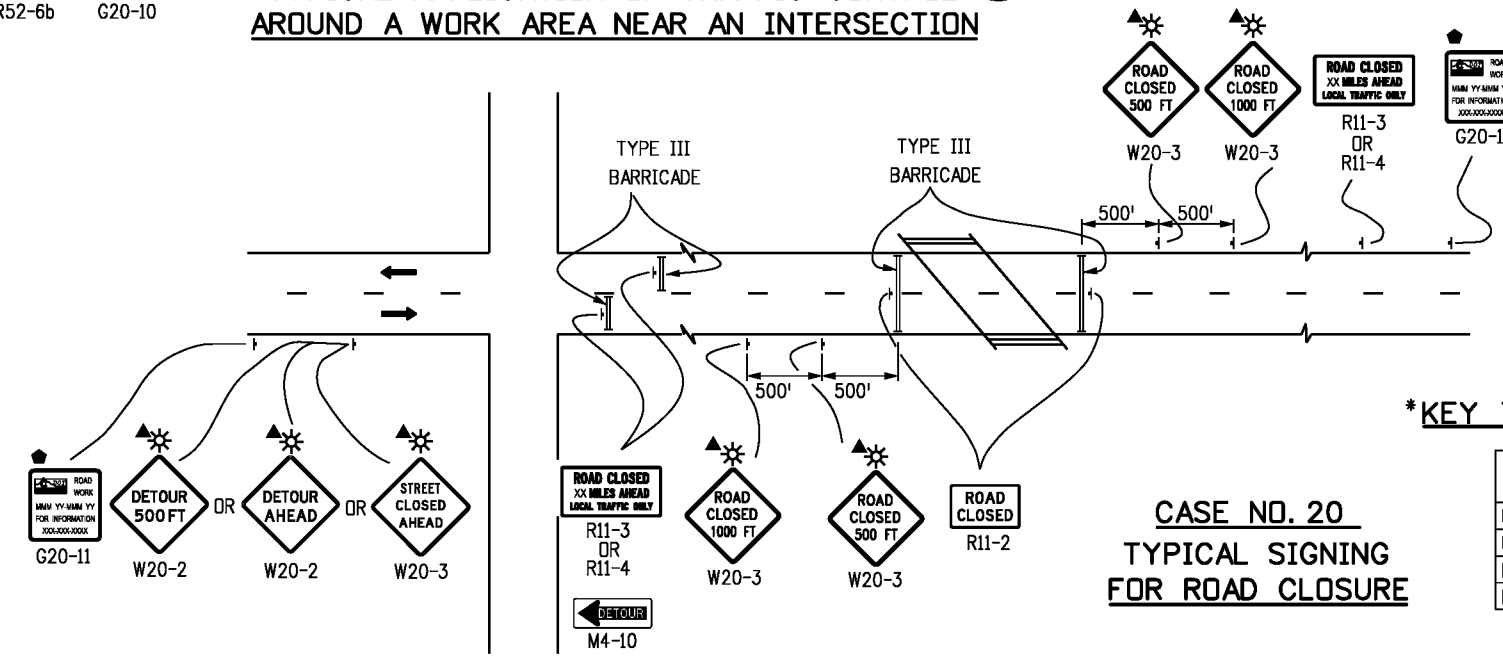 R52-6b G20-10
AROUND A WORK AREA NEAR AN INTERSECTION
ROAD
CLOSED
500 FT
W20-3
ROAD
CLOSED
1000 FT
W20-3
ROAD CLOSED
XX MILES AHEAD
LOCAL TRAFFIC ONLY
R11-3
OR
R11-4
FOR INFORMATI
XXX-XXX-XXXX
G20-1
TYPE III
BARRICADE
TYPE III
BARRICADE
500' 500'
500' 500'
ROAD
WORK
MMM YY-MMM YY
FOR INFORMATION
XXX-XXX-XXXX
G20-11
DETOUR
500 FT
W20-2
OR
DETOUR
AHEAD
W20-2
OR
STREET
CLOSED
AHEAD
W20-3
ROAD CLOSED
XX MILES AHEAD
LOCAL TRAFFIC ONLY
R11-3
OR
R11-4
DETOUR
M4-10
ROAD
CLOSED
1000 FT
W20-3
ROAD
CLOSED
500 FT
W20-3
ROAD
CLOSED
R11-2
*KEY
CASE NO. 20
TYPICAL SIGNING
FOR ROAD CLOSURE